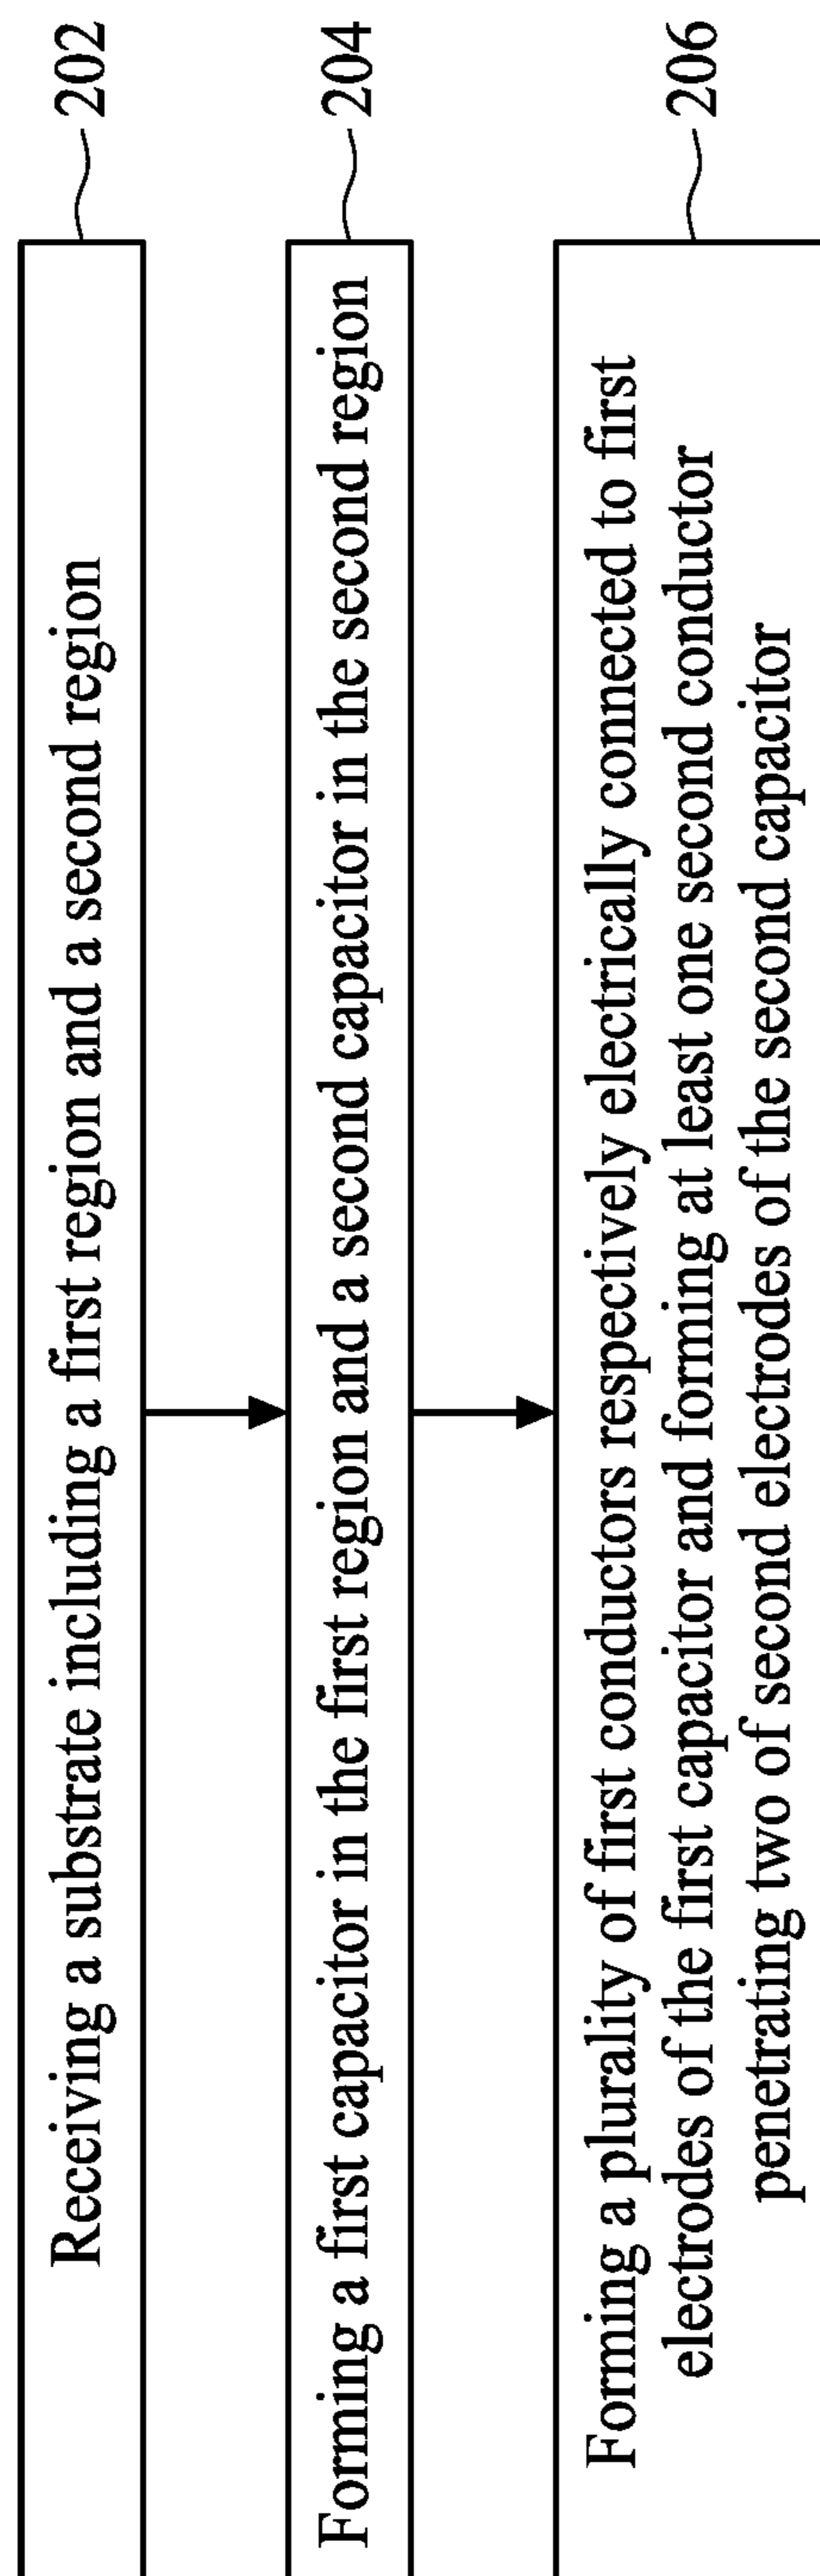 Receiving a substrate including a first region and a second region
202
Forming a first capacitor in the first region and a second capacitor in the second region
204
Forming a plurality of first conductors respectively electrically connected to first
electrodes of the first capacitor and forming at least one second conductor
penetrating two of second electrodes of the second capacitor
206